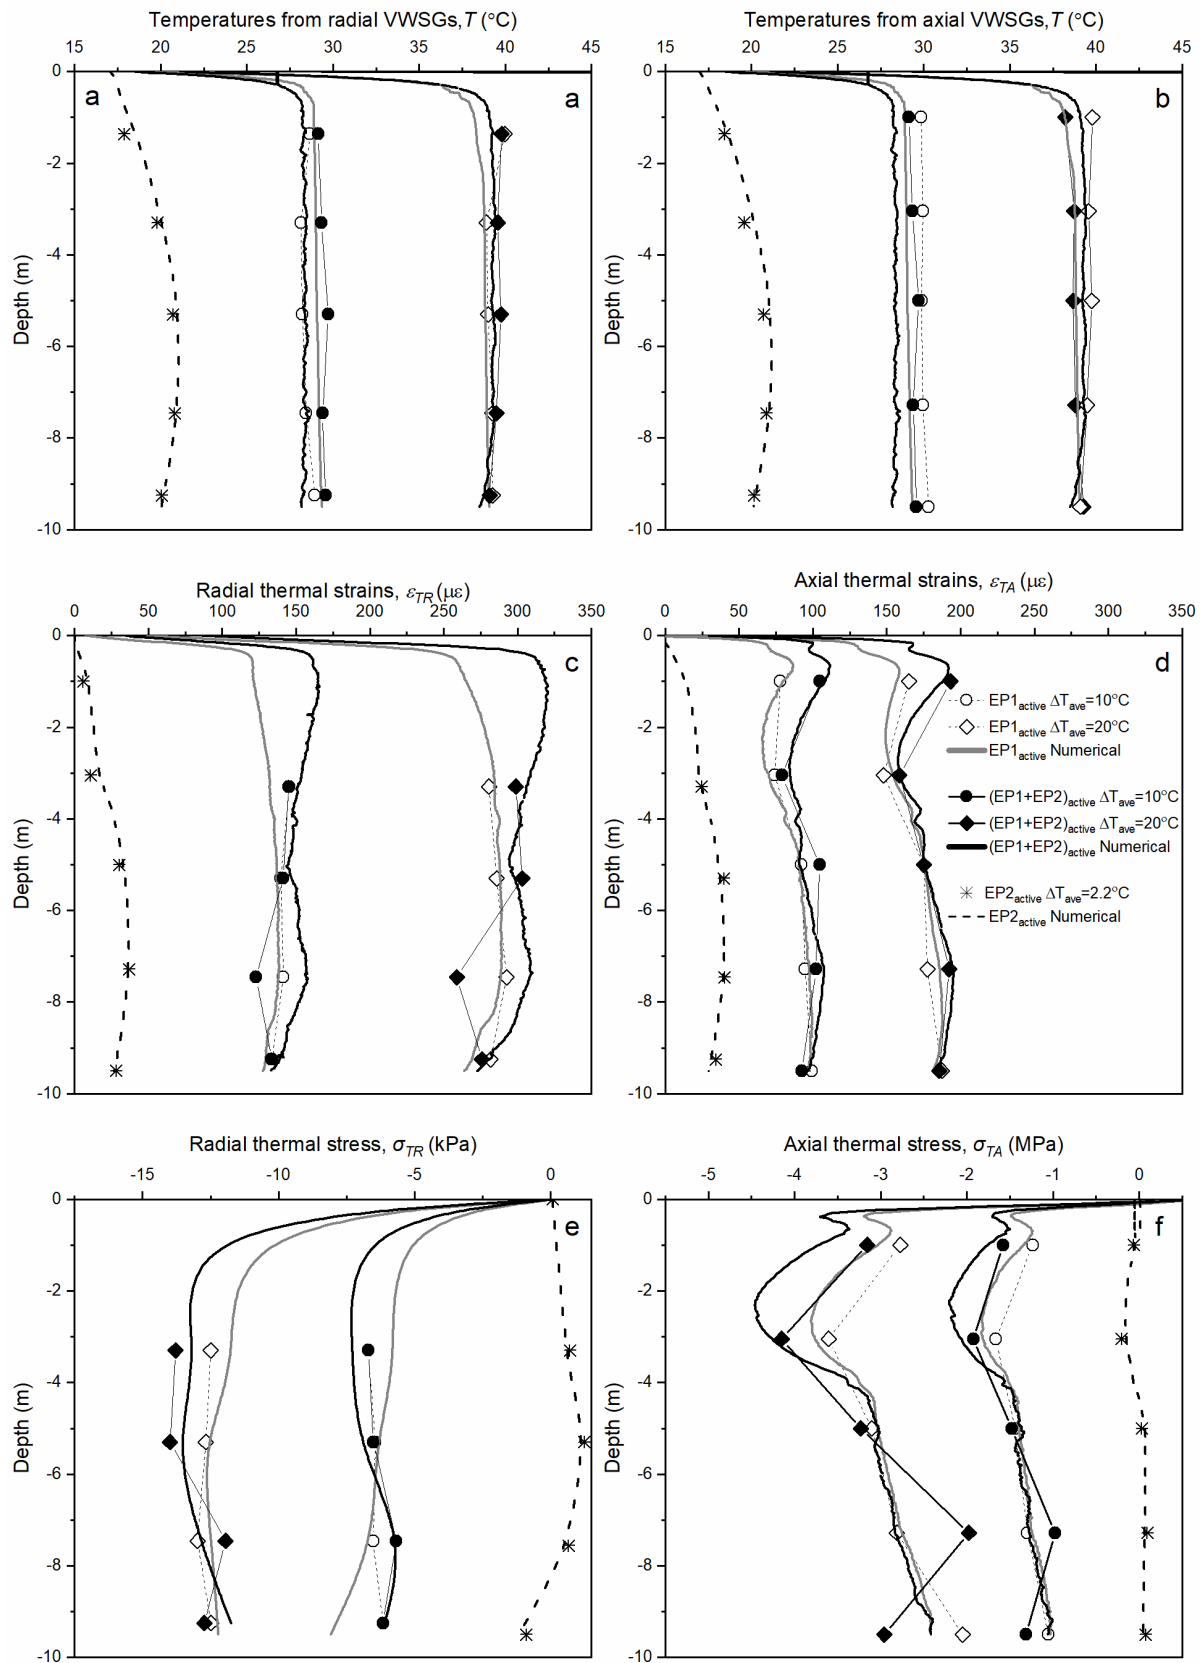 Temperatures from radial VWSGs, T (°C)
Temperatures from axial VWSGs, T (°C)
15 20 25 30 35 40 45
15 20 25 30 35 40 45
0
-2
-4
-6
-8
-10
Depth (m)
a
a
0
-2
-4
-6
-8
-10
Depth (m)
b
Radial thermal strains, εTR (με)
Axial thermal strains, εTA (με)
0 50 100 150 200 250 300 350
0 50 100 150 200 250 300 350
0
-2
-4
-6
-8
-10
Depth (m)
c
0
-2
-4
-6
-8
-10
Depth (m)
d
EP1active ΔTave=10°C
EP1active ΔTave=20°C
EP1active Numerical
(EP1+EP2)active ΔTave=10°C
(EP1+EP2)active ΔTave=20°C
(EP1+EP2)active Numerical
EP2active ΔTave=2.2°C
EP2active Numerical
Radial thermal stress, σTR (kPa)
Axial thermal stress, σTA (MPa)
-15 -10 -5 0
-5 -4 -3 -2 -1 0
0
-2
-4
-6
-8
-10
Depth (m)
e
0
-2
-4
-6
-8
-10
Depth (m)
f